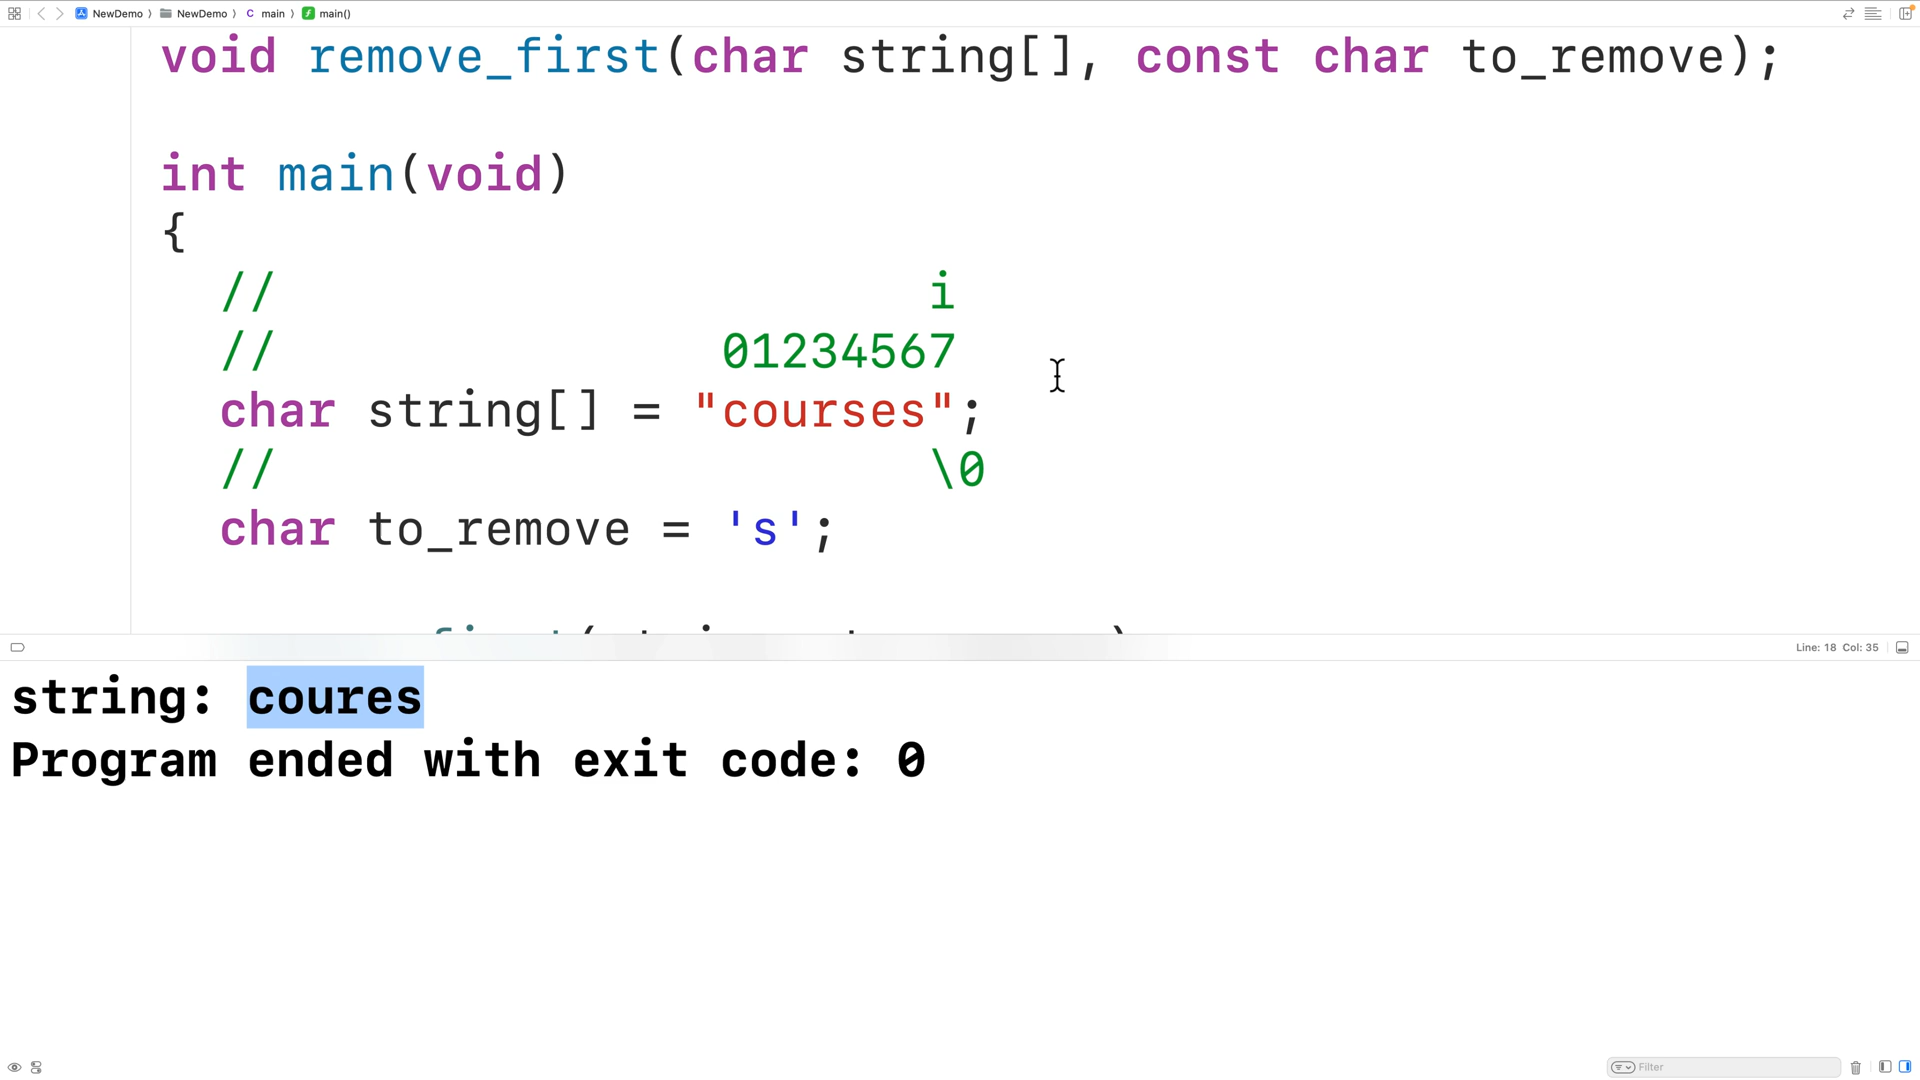 NewDemo 〉 NewDemo 〉 C main 〉 f main()
void remove_first(char string[], const char to_remove);
int main(void)
{
// i
// 01234567
char string[] = "courses";
// \0
char to_remove = 's';
Line: 18 Col: 35
string: coures
Program ended with exit code: 0
Filter